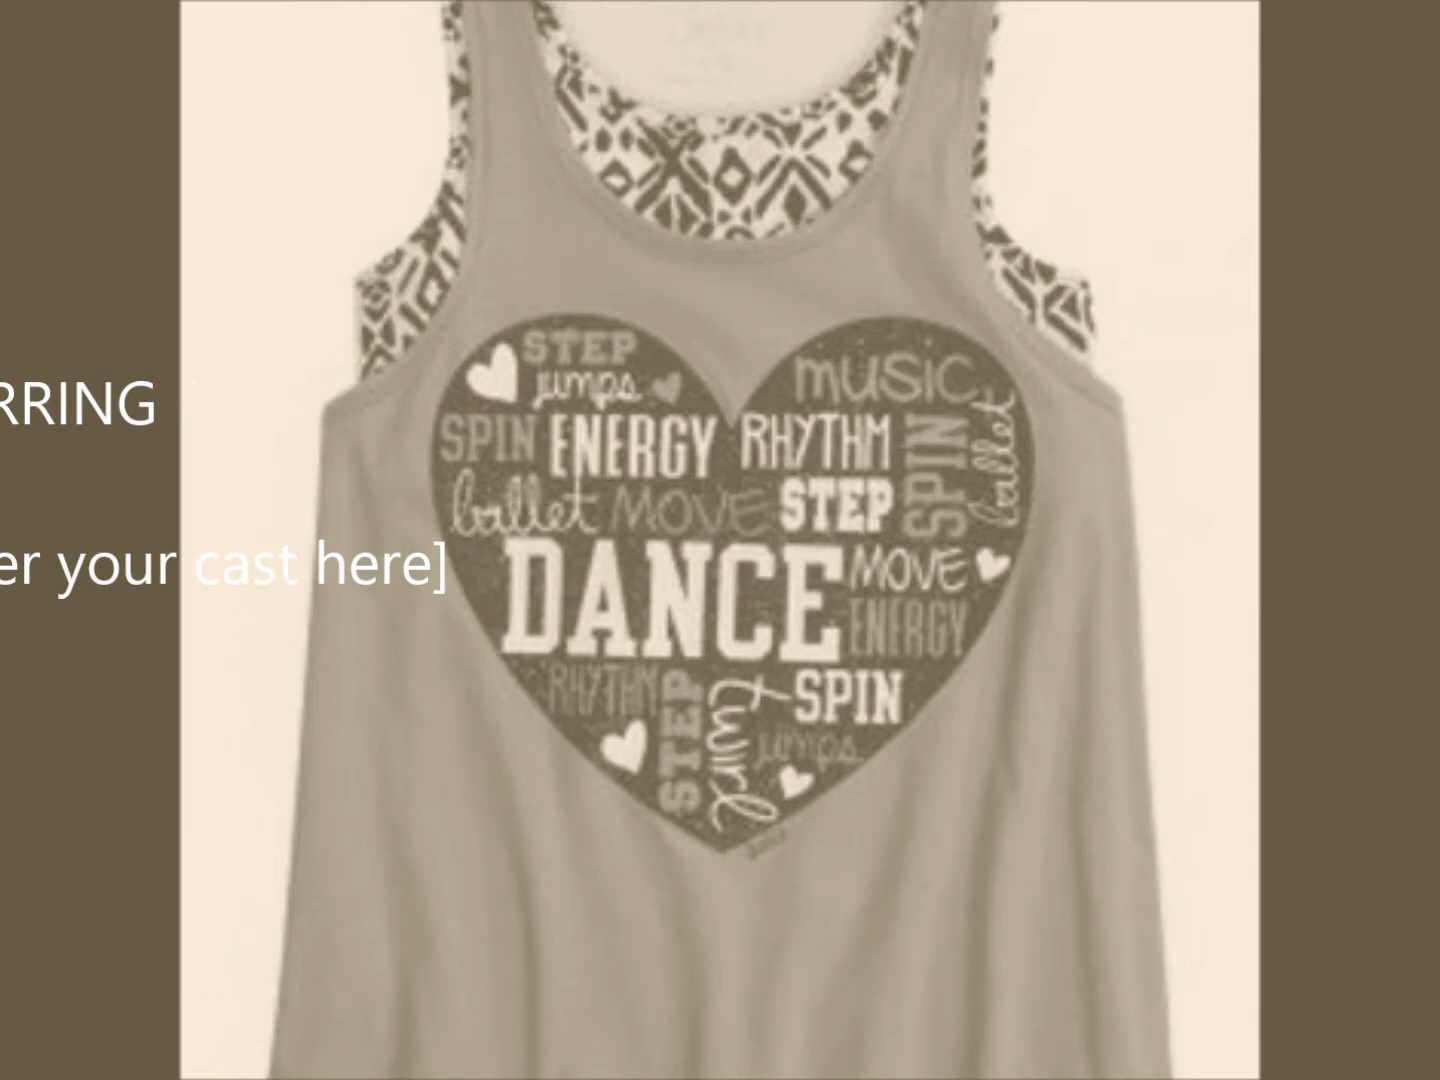 RRING
er your cast here]
STEP
jumps
music
SPIN ENERGY RHYTHM SPIN ballet
ballet MOVE STEP
DANCE MOVE
ENERGY
RHYTHM STEP twirl SPIN
jumps